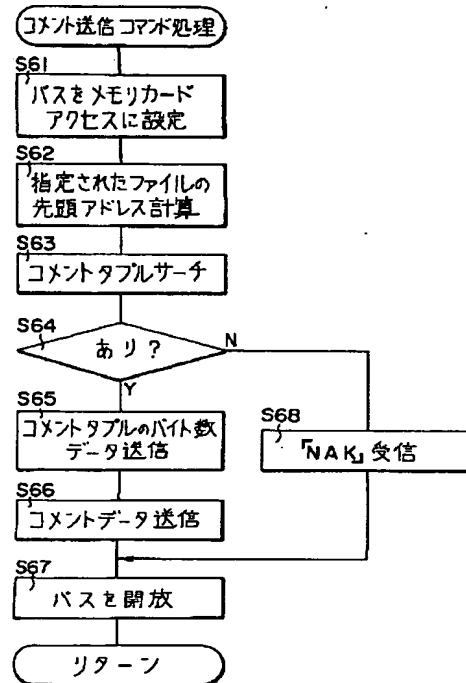 コメント送信コマンド処理
S61
バスをメモリカード
アクセスに設定
S62
指定されたファイルの
先頭アドレス計算
S63
コメントタプルサーチ
S64
あり?
N
Y
S65
コメントタプルのバイト数
データ送信
S68
「NAK」受信
S66
コメントデータ送信
S67
バスを開放
リターン